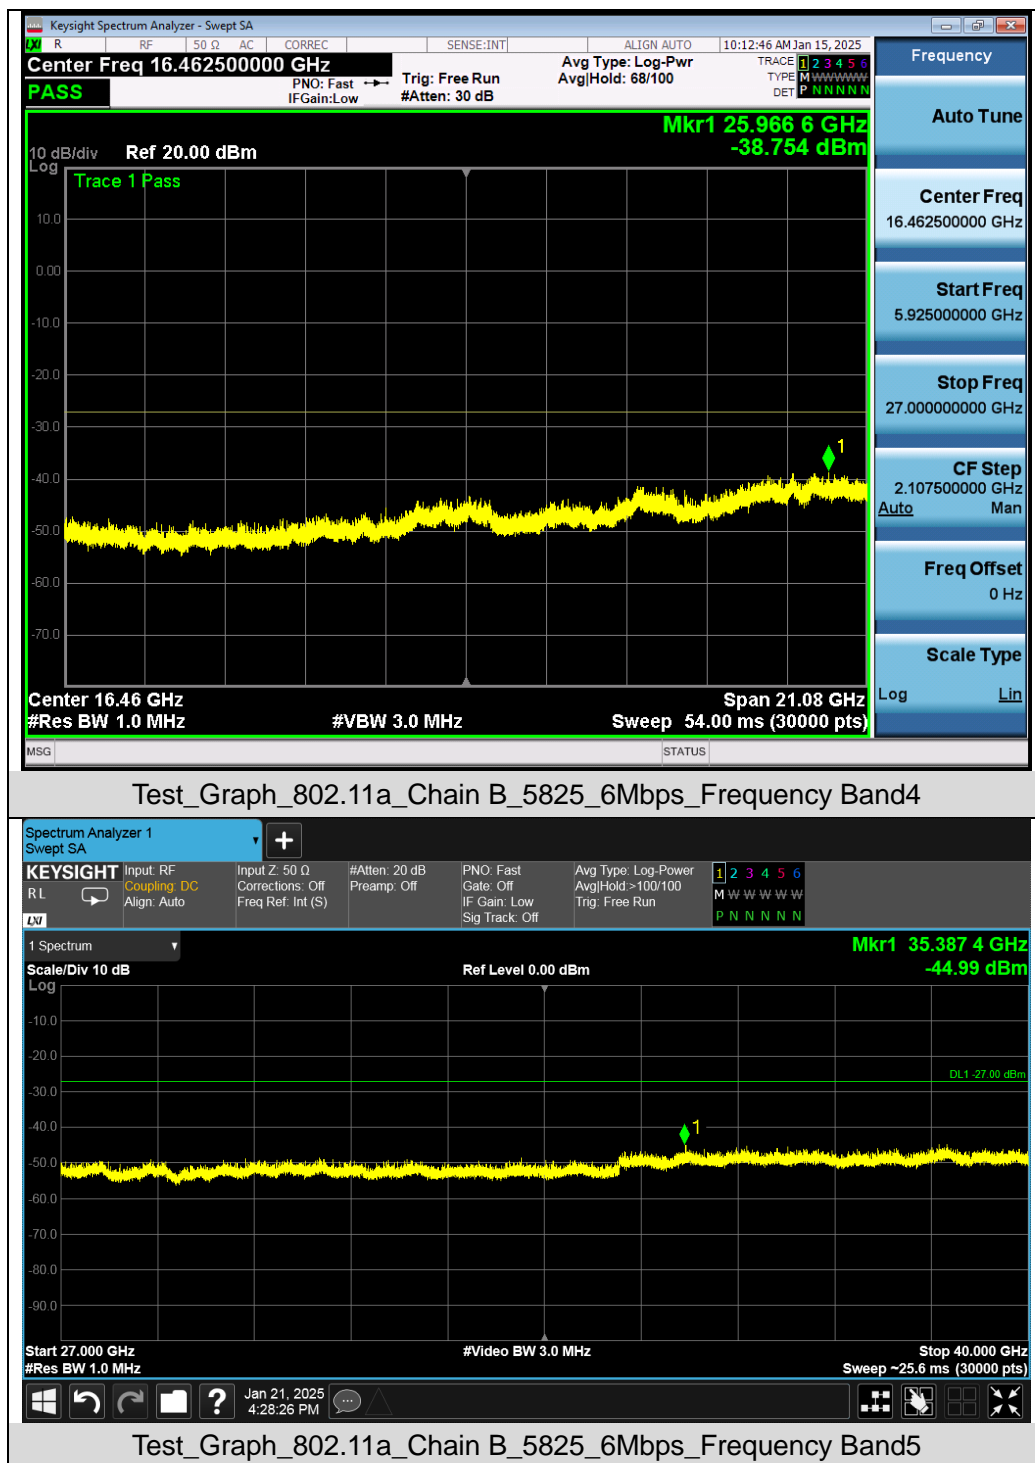 Keysight Spectrum Analyzer - Swept SA
LXI R RF 50 Ω AC CORREC SENSE:INT ALIGN AUTO 10:12:46 AM Jan 15, 2025
Center Freq 16.462500000 GHz
PASS
PNO: Fast
IFGain:Low
Trig: Free Run
#Atten: 30 dB
Avg Type: Log-Pwr
Avg|Hold: 68/100
TRACE 1 2 3 4 5 6
TYPE M W W W W W
DET P N N N N N
Mkr1 25.966 6 GHz
-38.754 dBm
10 dB/div Ref 20.00 dBm
Log
Trace 1 Pass
10.0
0.00
-10.0
-20.0
-30.0
-40.0
-50.0
-60.0
-70.0
1
Center 16.46 GHz Span 21.08 GHz
#Res BW 1.0 MHz #VBW 3.0 MHz Sweep 54.00 ms (30000 pts)
MSG STATUS
Frequency
Auto Tune
Center Freq
16.462500000 GHz
Start Freq
5.925000000 GHz
Stop Freq
27.000000000 GHz
CF Step
2.107500000 GHz
Auto Man
Freq Offset
0 Hz
Scale Type
Log Lin
Test_Graph_802.11a_Chain B_5825_6Mbps_Frequency Band4
Spectrum Analyzer 1
Swept SA
+
KEYSIGHT
RL
LXI
Input: RF
Coupling: DC
Align: Auto
Input Z: 50 Ω
Corrections: Off
Freq Ref: Int (S)
#Atten: 20 dB
Preamp: Off
PNO: Fast
Gate: Off
IF Gain: Low
Sig Track: Off
Avg Type: Log-Power
Avg|Hold:>100/100
Trig: Free Run
1 2 3 4 5 6
M W W W W W
P N N N N N
1 Spectrum
Mkr1 35.387 4 GHz
-44.99 dBm
Scale/Div 10 dB Ref Level 0.00 dBm
Log
-10.0
-20.0
DL1 -27.00 dBm
-30.0
-40.0
1
-50.0
-60.0
-70.0
-80.0
-90.0
Start 27.000 GHz #Video BW 3.0 MHz Stop 40.000 GHz
#Res BW 1.0 MHz Sweep ~25.6 ms (30000 pts)
?
Jan 21, 2025
4:28:26 PM
Test_Graph_802.11a_Chain B_5825_6Mbps_Frequency Band5